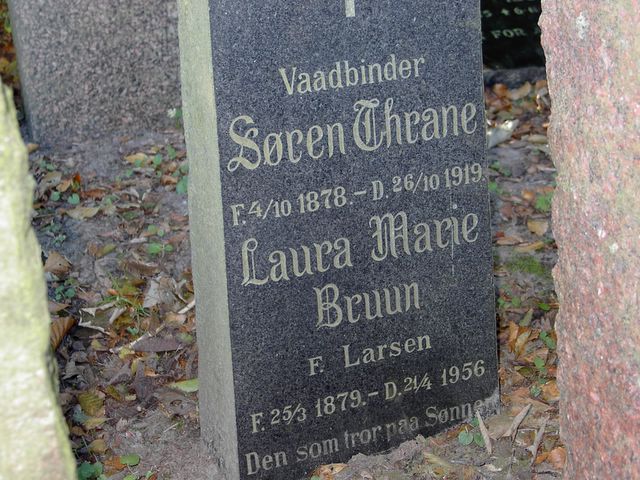 Vaadbinder
Søren Thrane
F. 4/10 1878. - D. 26/10 1919.
Laura Marie
Bruun
F. Larsen
F. 25/3 1879. - D. 21/4 1956
Den som tror paa Sønne
FOR